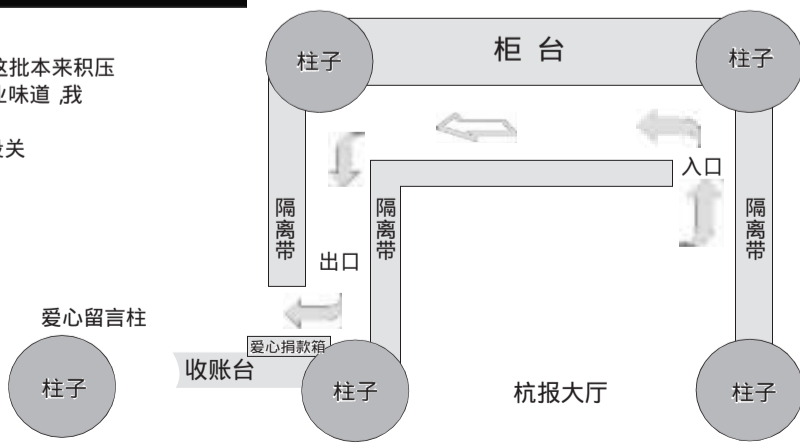 这批本来积压
业味道 ,我
关
柱子
柜 台
柱子
入口
隔离带
隔离带
隔离带
出口
爱心留言柱
爱心捐款箱
收账台
柱子
柱子
杭报大厅
柱子